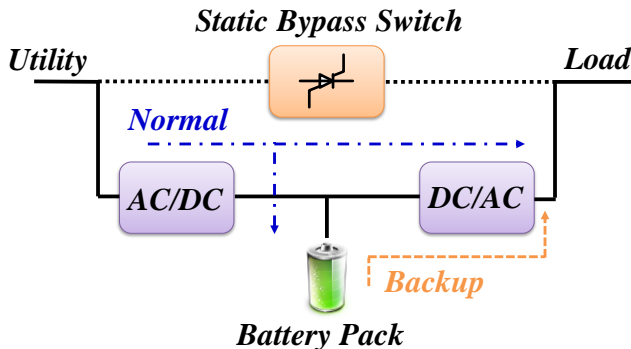 Static Bypass Switch
Utility
Load
Normal
AC/DC
DC/AC
Backup
Battery Pack